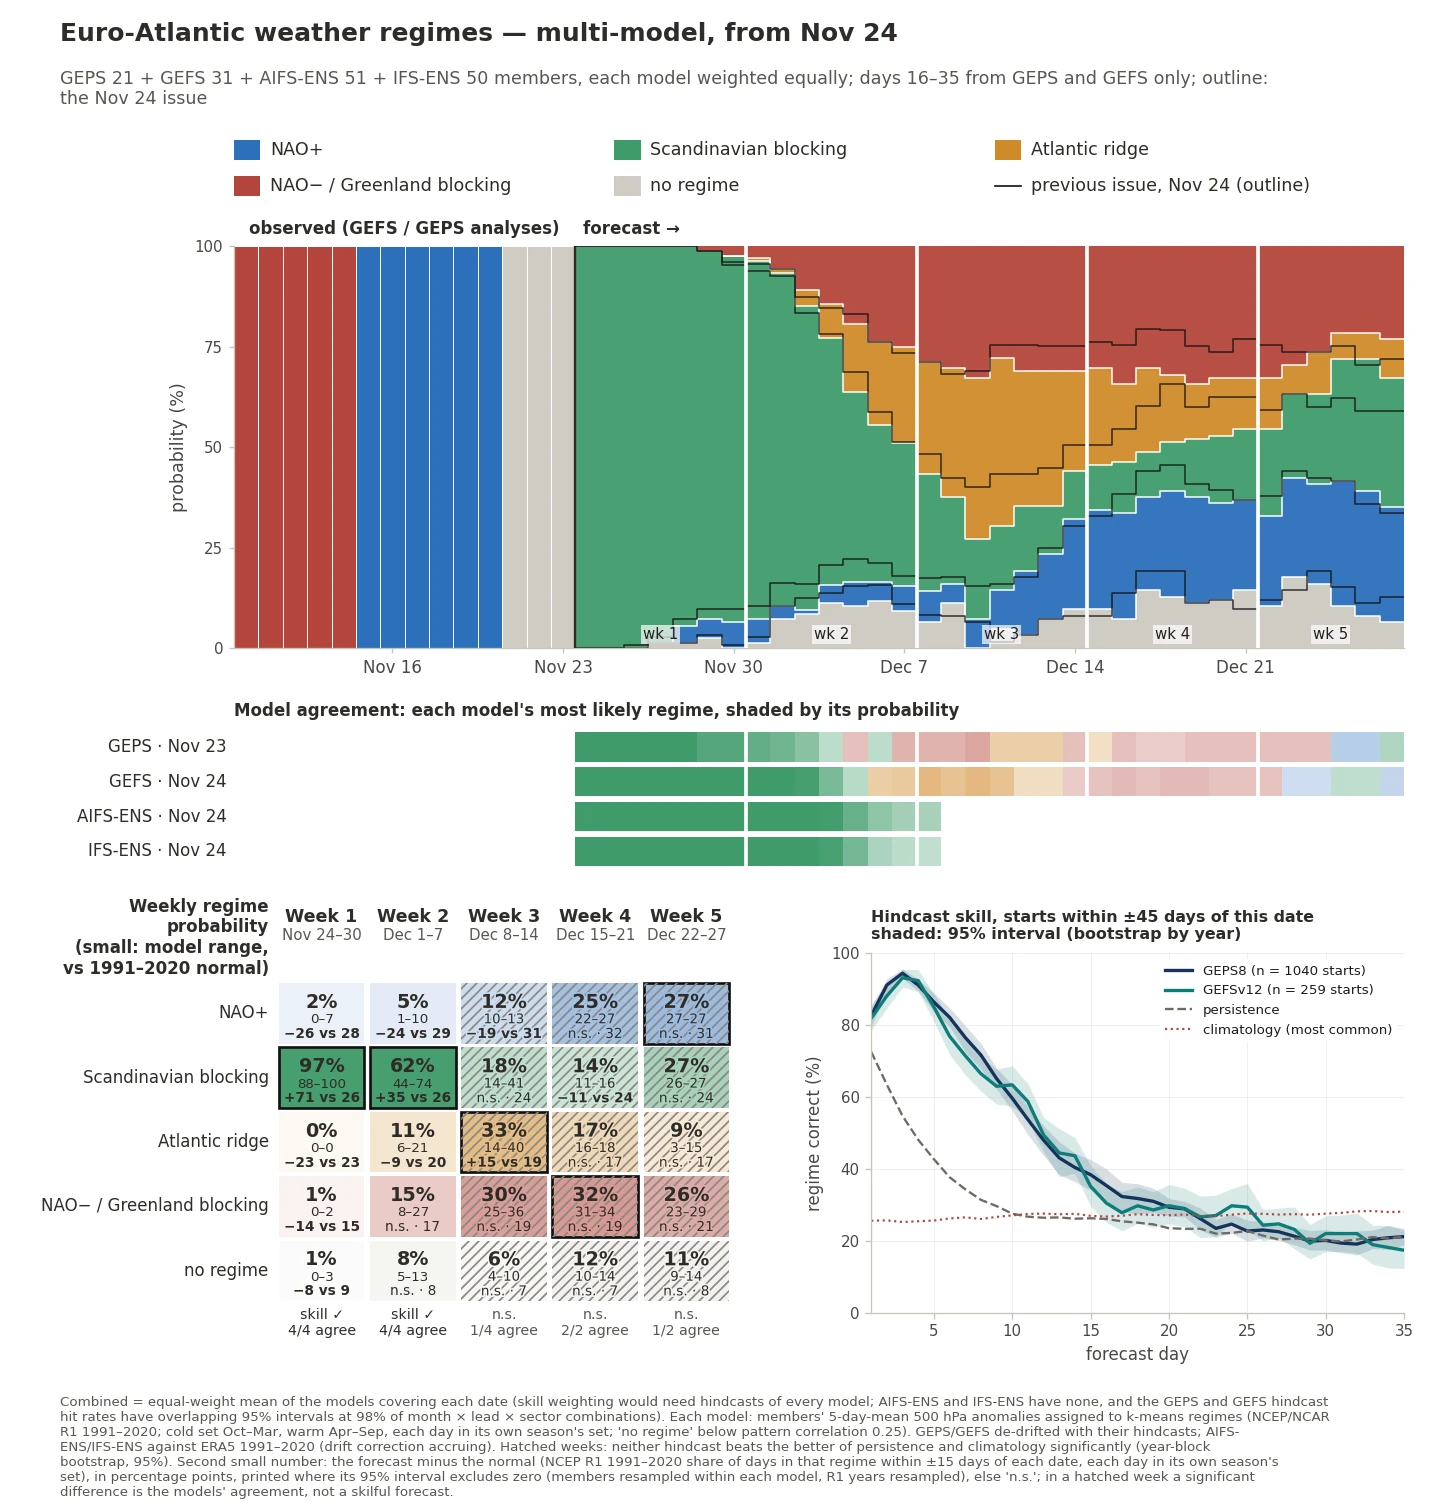 Euro-Atlantic weather regimes — multi-model, from Nov 24
GEPS 21 + GEFS 31 + AIFS-ENS 51 + IFS-ENS 50 members, each model weighted equally; days 16–35 from GEPS and GEFS only; outline:
the Nov 24 issue
NAO+
Scandinavian blocking
Atlantic ridge
NAO− / Greenland blocking
no regime
previous issue, Nov 24 (outline)
observed (GEFS / GEPS analyses)
forecast →
100
75
50
25
0
probability (%)
wk 1
wk 2
wk 3
wk 4
wk 5
Nov 16
Nov 23
Nov 30
Dec 7
Dec 14
Dec 21
Model agreement: each model's most likely regime, shaded by its probability
GEPS · Nov 23
GEFS · Nov 24
AIFS-ENS · Nov 24
IFS-ENS · Nov 24
Weekly regime
probability
(small: model range,
vs 1991–2020 normal)
Week 1 Week 2 Week 3 Week 4 Week 5
Nov 24–30 Dec 1–7 Dec 8–14 Dec 15–21 Dec 22–27
NAO+
2% 5% 12% 25% 27%
0–7 1–10 10–13 22–27 27–27
−26 vs 28 −24 vs 29 −19 vs 31 n.s. · 32 n.s. · 31
Scandinavian blocking
97% 62% 18% 14% 27%
88–100 44–74 14–41 11–16 26–27
+71 vs 26 +35 vs 26 n.s. · 24 −11 vs 24 n.s. · 24
Atlantic ridge
0% 11% 33% 17% 9%
0–0 6–21 14–40 16–18 3–15
−23 vs 23 −9 vs 20 +15 vs 19 n.s. · 17 n.s. · 17
NAO− / Greenland blocking
1% 15% 30% 32% 26%
0–2 8–27 25–36 31–34 23–29
−14 vs 15 n.s. · 17 n.s. · 19 n.s. · 19 n.s. · 21
no regime
1% 8% 6% 12% 11%
0–3 5–13 4–10 10–14 9–14
−8 vs 9 n.s. · 8 n.s. · 7 n.s. · 7 n.s. · 8
skill ✓ skill ✓ n.s. n.s. n.s.
4/4 agree 4/4 agree 1/4 agree 2/2 agree 1/2 agree
Hindcast skill, starts within ±45 days of this date
shaded: 95% interval (bootstrap by year)
GEPS8 (n = 1040 starts)
GEFSv12 (n = 259 starts)
persistence
climatology (most common)
100
80
60
40
20
0
regime correct (%)
5 10 15 20 25 30 35
forecast day
Combined = equal-weight mean of the models covering each date (skill weighting would need hindcasts of every model; AIFS-ENS and IFS-ENS have none, and the GEPS and GEFS hindcast
hit rates have overlapping 95% intervals at 98% of month × lead × sector combinations). Each model: members' 5-day-mean 500 hPa anomalies assigned to k-means regimes (NCEP/NCAR
R1 1991–2020; cold set Oct–Mar, warm Apr–Sep, each day in its own season's set; 'no regime' below pattern correlation 0.25). GEPS/GEFS de-drifted with their hindcasts; AIFS-
ENS/IFS-ENS against ERA5 1991–2020 (drift correction accruing). Hatched weeks: neither hindcast beats the better of persistence and climatology significantly (year-block
bootstrap, 95%). Second small number: the forecast minus the normal (NCEP R1 1991–2020 share of days in that regime within ±15 days of each date, each day in its own season's
set), in percentage points, printed where its 95% interval excludes zero (members resampled within each model, R1 years resampled), else 'n.s.'; in a hatched week a significant
difference is the models' agreement, not a skilful forecast.